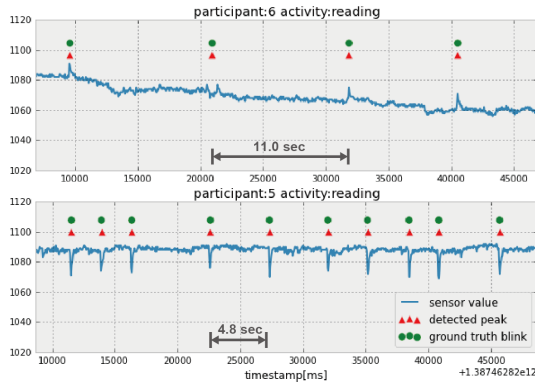 participant:6 activity:reading
1120
1100
1080
1060
1040
1020
11.0 sec
10000 15000 20000 25000 30000 35000 40000 45000
participant:5 activity:reading
1120
1100
1080
1060
1040
1020
4.8 sec
sensor value
detected peak
ground truth blink
10000 15000 20000 25000 30000 35000 40000 45000
timestamp[ms]
+1.38746282e12